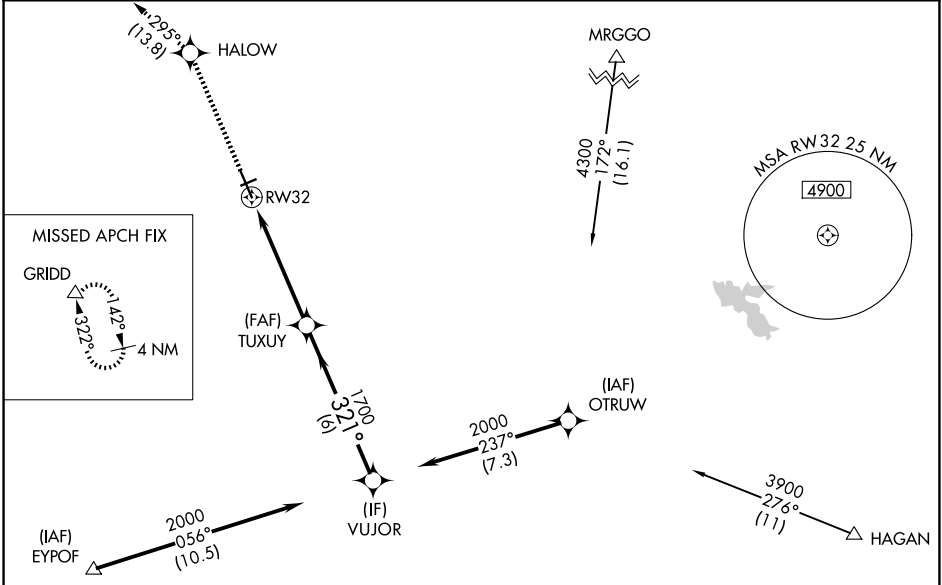 295°
(13.8)
HALOW
MRGGO
4300
172°
(16.1)
MSA RW32 25 NM
4900
RW32
MISSED APCH FIX
GRIDD
142°
322°
4 NM
(FAF)
TUXUY
1700
321°
(6)
(IAF)
OTRUW
2000
237°
(7.3)
(IF)
VUJOR
3900
276°
(11)
HAGAN
(IAF)
EYPOF
2000
056°
(10.5)